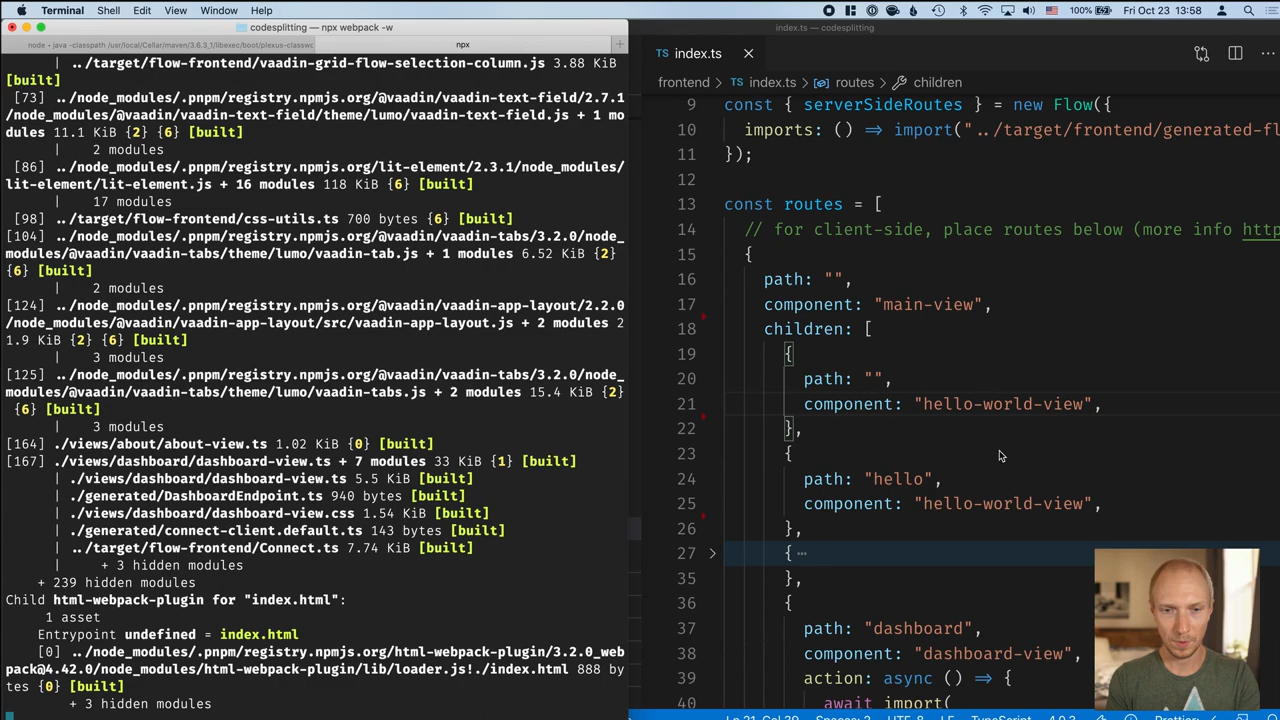 Terminal Shell Edit View Window Help
100% Fri Oct 23 13:58
codesplitting — npx webpack -w
node • java -classpath /usr/local/Cellar/maven/3.6.3_1/libexec/boot/plexus-classwo
npx
| ../target/flow-frontend/vaadin-grid-flow-selection-column.js 3.88 KiB
[built]
[73] ../node_modules/.pnpm/registry.npmjs.org/@vaadin/vaadin-text-field/2.7.1
/node_modules/@vaadin/vaadin-text-field/theme/lumo/vaadin-text-field.js + 1 mo
dules 11.1 KiB {2} {6} [built]
| 2 modules
[86] ../node_modules/.pnpm/registry.npmjs.org/lit-element/2.3.1/node_modules/
lit-element/lit-element.js + 16 modules 118 KiB {6} [built]
| 17 modules
[98] ../target/flow-frontend/css-utils.ts 700 bytes {6} [built]
[104] ../node_modules/.pnpm/registry.npmjs.org/@vaadin/vaadin-tabs/3.2.0/node_
modules/@vaadin/vaadin-tabs/theme/lumo/vaadin-tab.js + 1 modules 6.52 KiB {2}
{6} [built]
| 2 modules
[124] ../node_modules/.pnpm/registry.npmjs.org/@vaadin/vaadin-app-layout/2.2.0
/node_modules/@vaadin/vaadin-app-layout/src/vaadin-app-layout.js + 2 modules 2
1.9 KiB {2} {6} [built]
| 3 modules
[125] ../node_modules/.pnpm/registry.npmjs.org/@vaadin/vaadin-tabs/3.2.0/node_
modules/@vaadin/vaadin-tabs/theme/lumo/vaadin-tabs.js + 2 modules 15.4 KiB {2}
{6} [built]
| 3 modules
[164] ./views/about/about-view.ts 1.02 KiB {0} [built]
[167] ./views/dashboard/dashboard-view.ts + 7 modules 33 KiB {1} [built]
| ./views/dashboard/dashboard-view.ts 5.5 KiB [built]
| ./generated/DashboardEndpoint.ts 940 bytes [built]
| ./views/dashboard/dashboard-view.css 1.54 KiB [built]
| ./generated/connect-client.default.ts 143 bytes [built]
| ../target/flow-frontend/Connect.ts 7.74 KiB [built]
| + 3 hidden modules
+ 239 hidden modules
Child html-webpack-plugin for "index.html":
1 asset
Entrypoint undefined = index.html
[0] ../node_modules/.pnpm/registry.npmjs.org/html-webpack-plugin/3.2.0_web
pack@4.42.0/node_modules/html-webpack-plugin/lib/loader.js!./index.html 888 by
tes {0} [built]
+ 3 hidden modules
index.ts — codesplitting
TS index.ts
frontend > TS index.ts > routes > children
9 const { serverSideRoutes } = new Flow({
10 imports: () => import("../target/frontend/generated-fl
11 });
12
13 const routes = [
14 // for client-side, place routes below (more info http
15 {
16 path: "",
17 component: "main-view",
18 children: [
19 {
20 path: "",
21 component: "hello-world-view",
22 },
23 {
24 path: "hello",
25 component: "hello-world-view",
26 },
27 { ⋯
35 },
36 {
37 path: "dashboard",
38 component: "dashboard-view",
39 action: async () => {
40 await import(